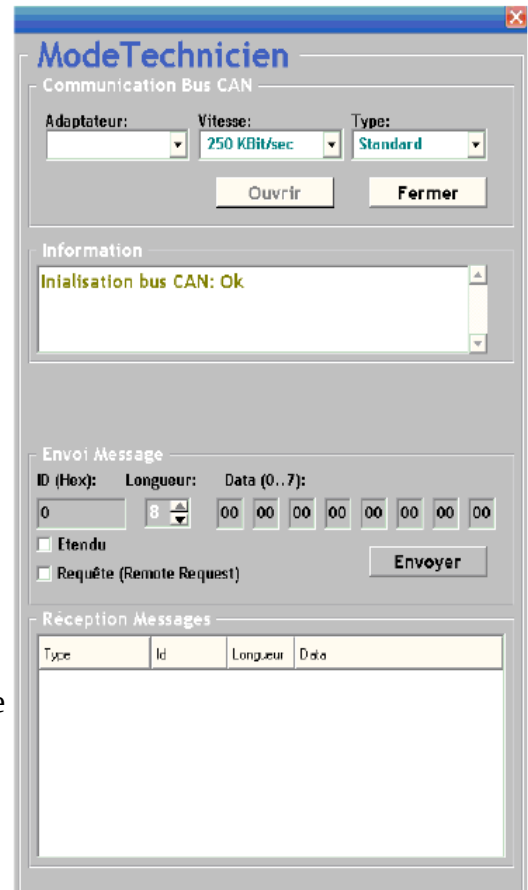 ModeTechnicien
Communication Bus CAN
Adaptateur: Vitesse: Type:
250 KBit/sec Standard
Ouvrir Fermer
Information
Inialisation bus CAN: Ok
Envoi Message
ID (Hex): Longueur: Data (0..7):
0 8 00 00 00 00 00 00 00 00
Etendu
Envoyer
Requête (Remote Request)
Réception Messages
Type Id Longueur Data
e